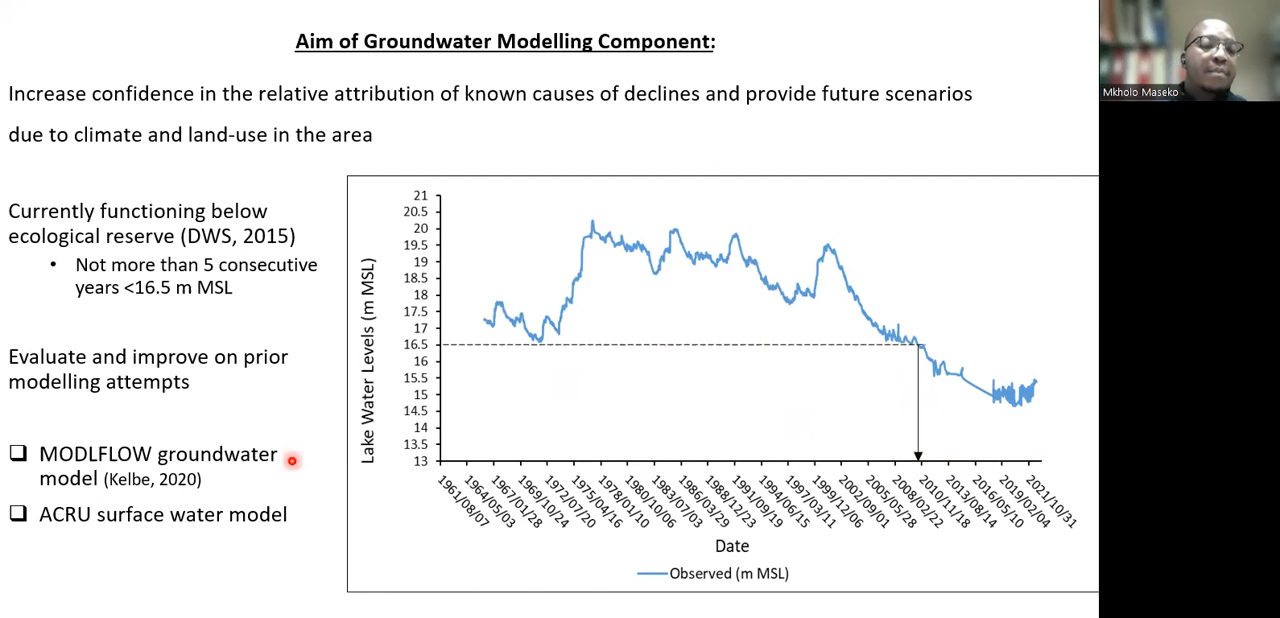 Aim of Groundwater Modelling Component:
Increase confidence in the relative attribution of known causes of declines and provide future scenarios
due to climate and land-use in the area
Currently functioning below
ecological reserve (DWS, 2015)
• Not more than 5 consecutive
years <16.5 m MSL
Evaluate and improve on prior
modelling attempts
❑ MODLFLOW groundwater
model (Kelbe, 2020)
❑ ACRU surface water model
Lake Water Levels (m MSL)
21
20.5
20
19.5
19
18.5
18
17.5
17
16.5
16
15.5
15
14.5
14
13.5
13
1961/08/07
1964/05/03
1967/01/28
1969/10/24
1972/07/20
1975/04/16
1978/01/10
1980/10/06
1983/07/03
1986/03/29
1988/12/23
1991/09/19
1994/06/15
1997/03/11
1999/12/06
2002/09/01
2005/05/28
2008/02/22
2010/11/18
2013/08/14
2016/05/10
2019/02/04
2021/10/31
Date
Observed (m MSL)
Mkholo Maseko